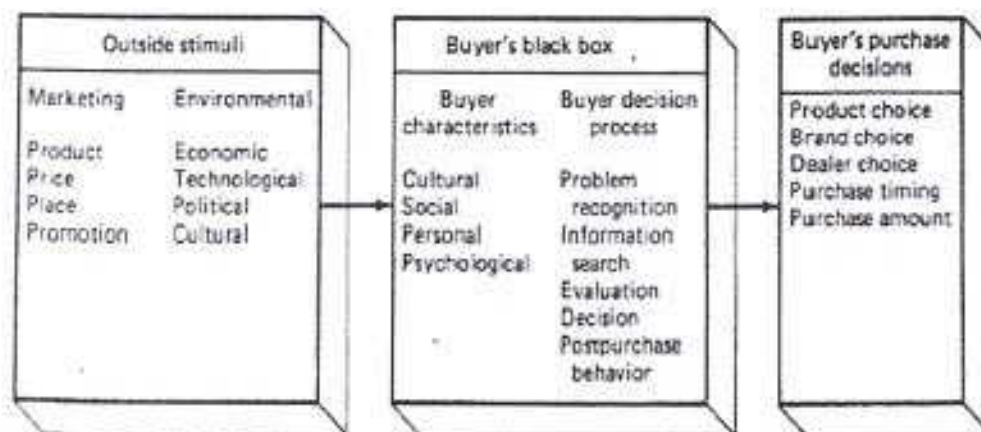 Outside stimuli
Marketing Environmental
Product Economic
Price Technological
Place Political
Promotion Cultural
Buyer's black box
Buyer Buyer decision
characteristics process
Cultural Problem
Social recognition
Personal Information
Psychological search
Evaluation
Decision
Postpurchase
behavior
Buyer's purchase
decisions
Product choice
Brand choice
Dealer choice
Purchase timing
Purchase amount